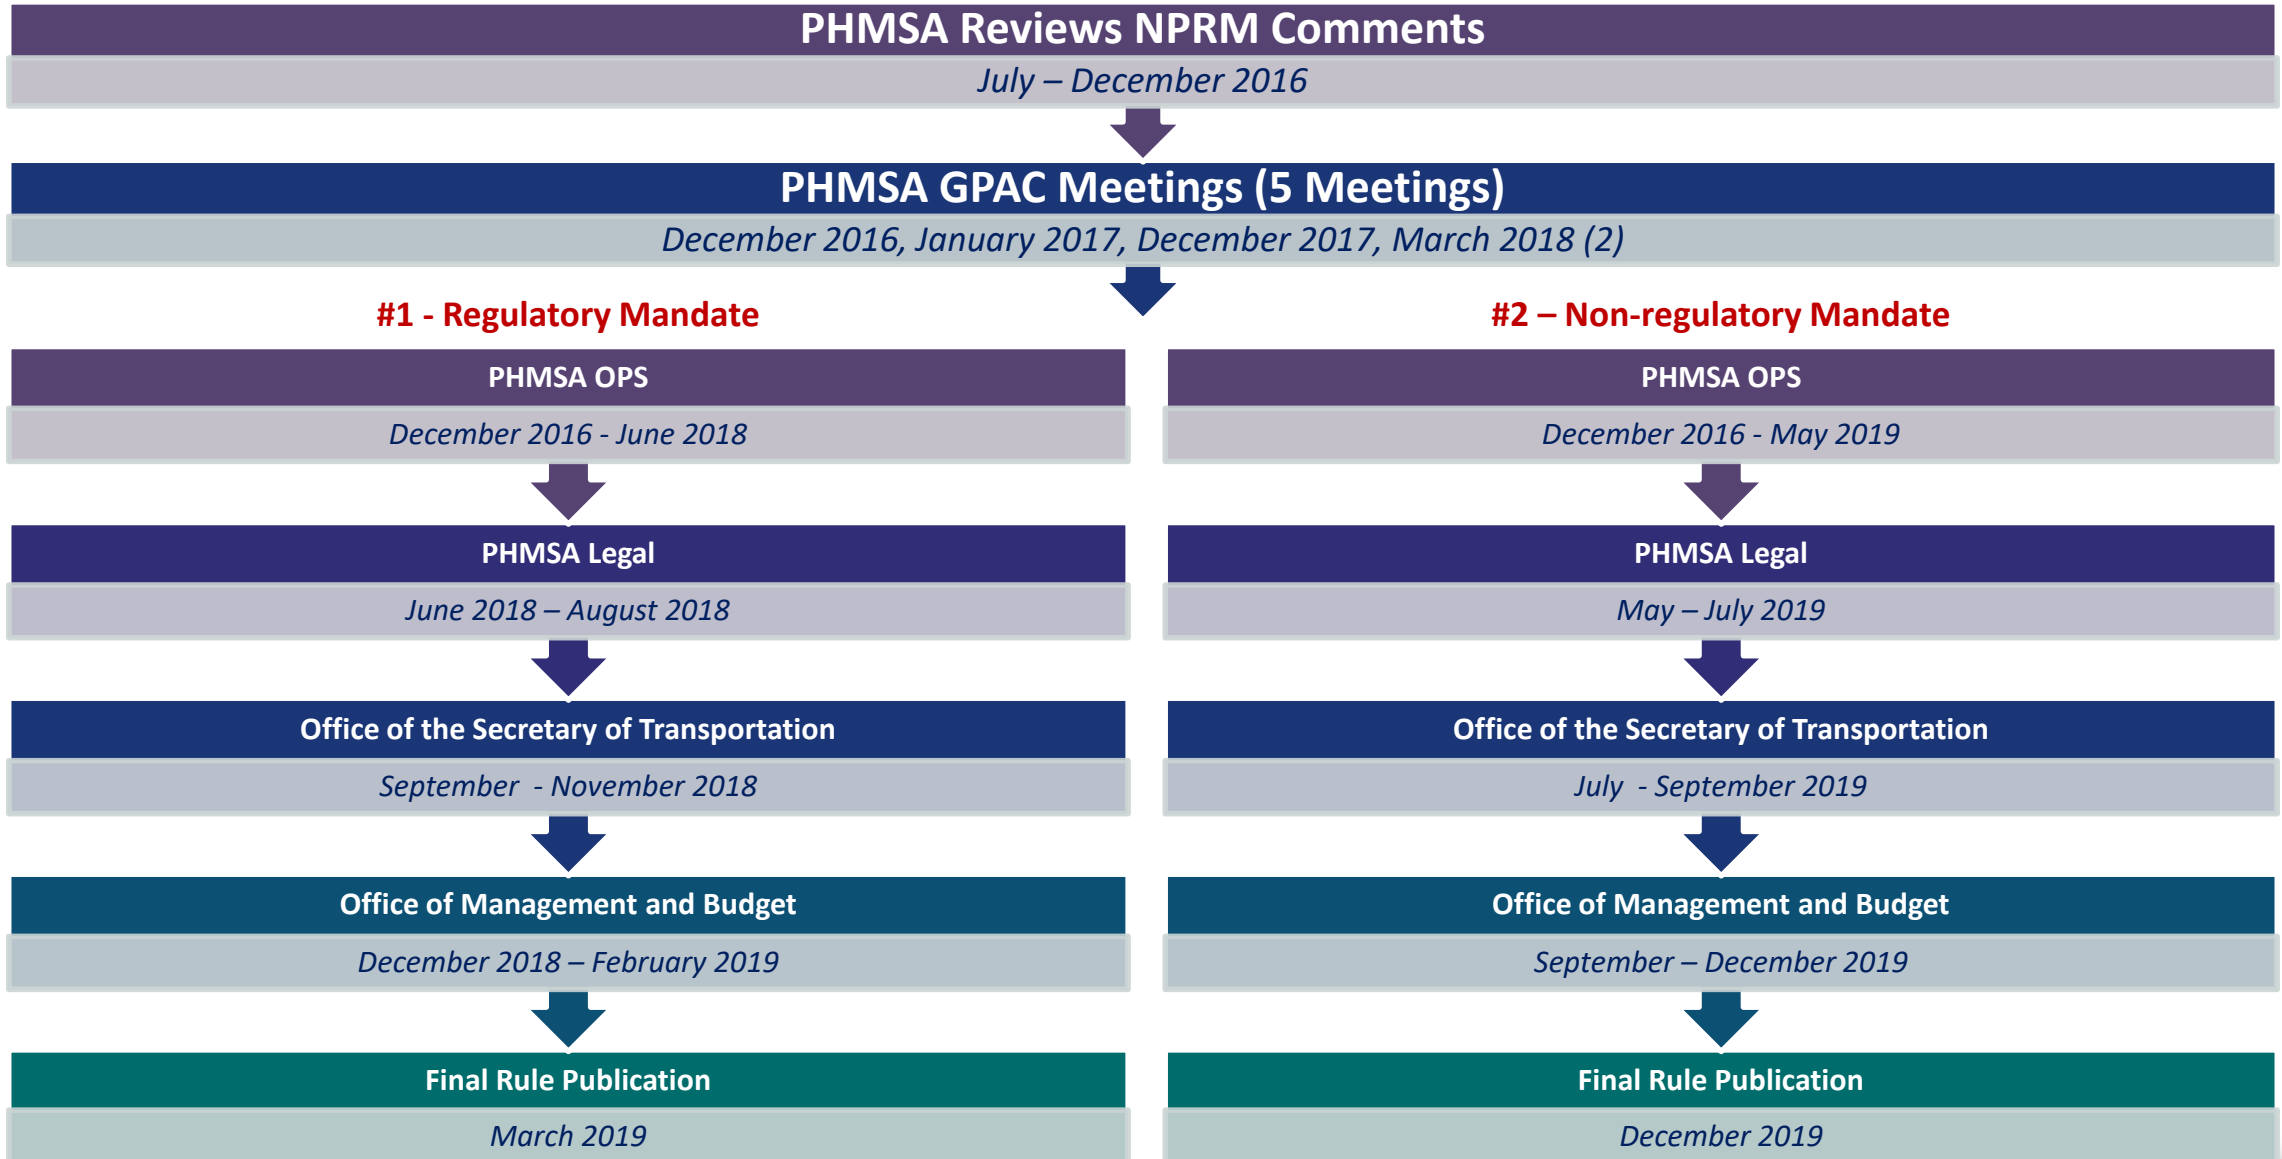 PHMSA Reviews NPRM Comments
July – December 2016
PHMSA GPAC Meetings (5 Meetings)
December 2016, January 2017, December 2017, March 2018 (2)
#1 - Regulatory Mandate
PHMSA OPS
December 2016 - June 2018
PHMSA Legal
June 2018 – August 2018
Office of the Secretary of Transportation
September - November 2018
Office of Management and Budget
December 2018 – February 2019
Final Rule Publication
March 2019
#2 – Non-regulatory Mandate
PHMSA OPS
December 2016 - May 2019
PHMSA Legal
May – July 2019
Office of the Secretary of Transportation
July - September 2019
Office of Management and Budget
September – December 2019
Final Rule Publication
December 2019